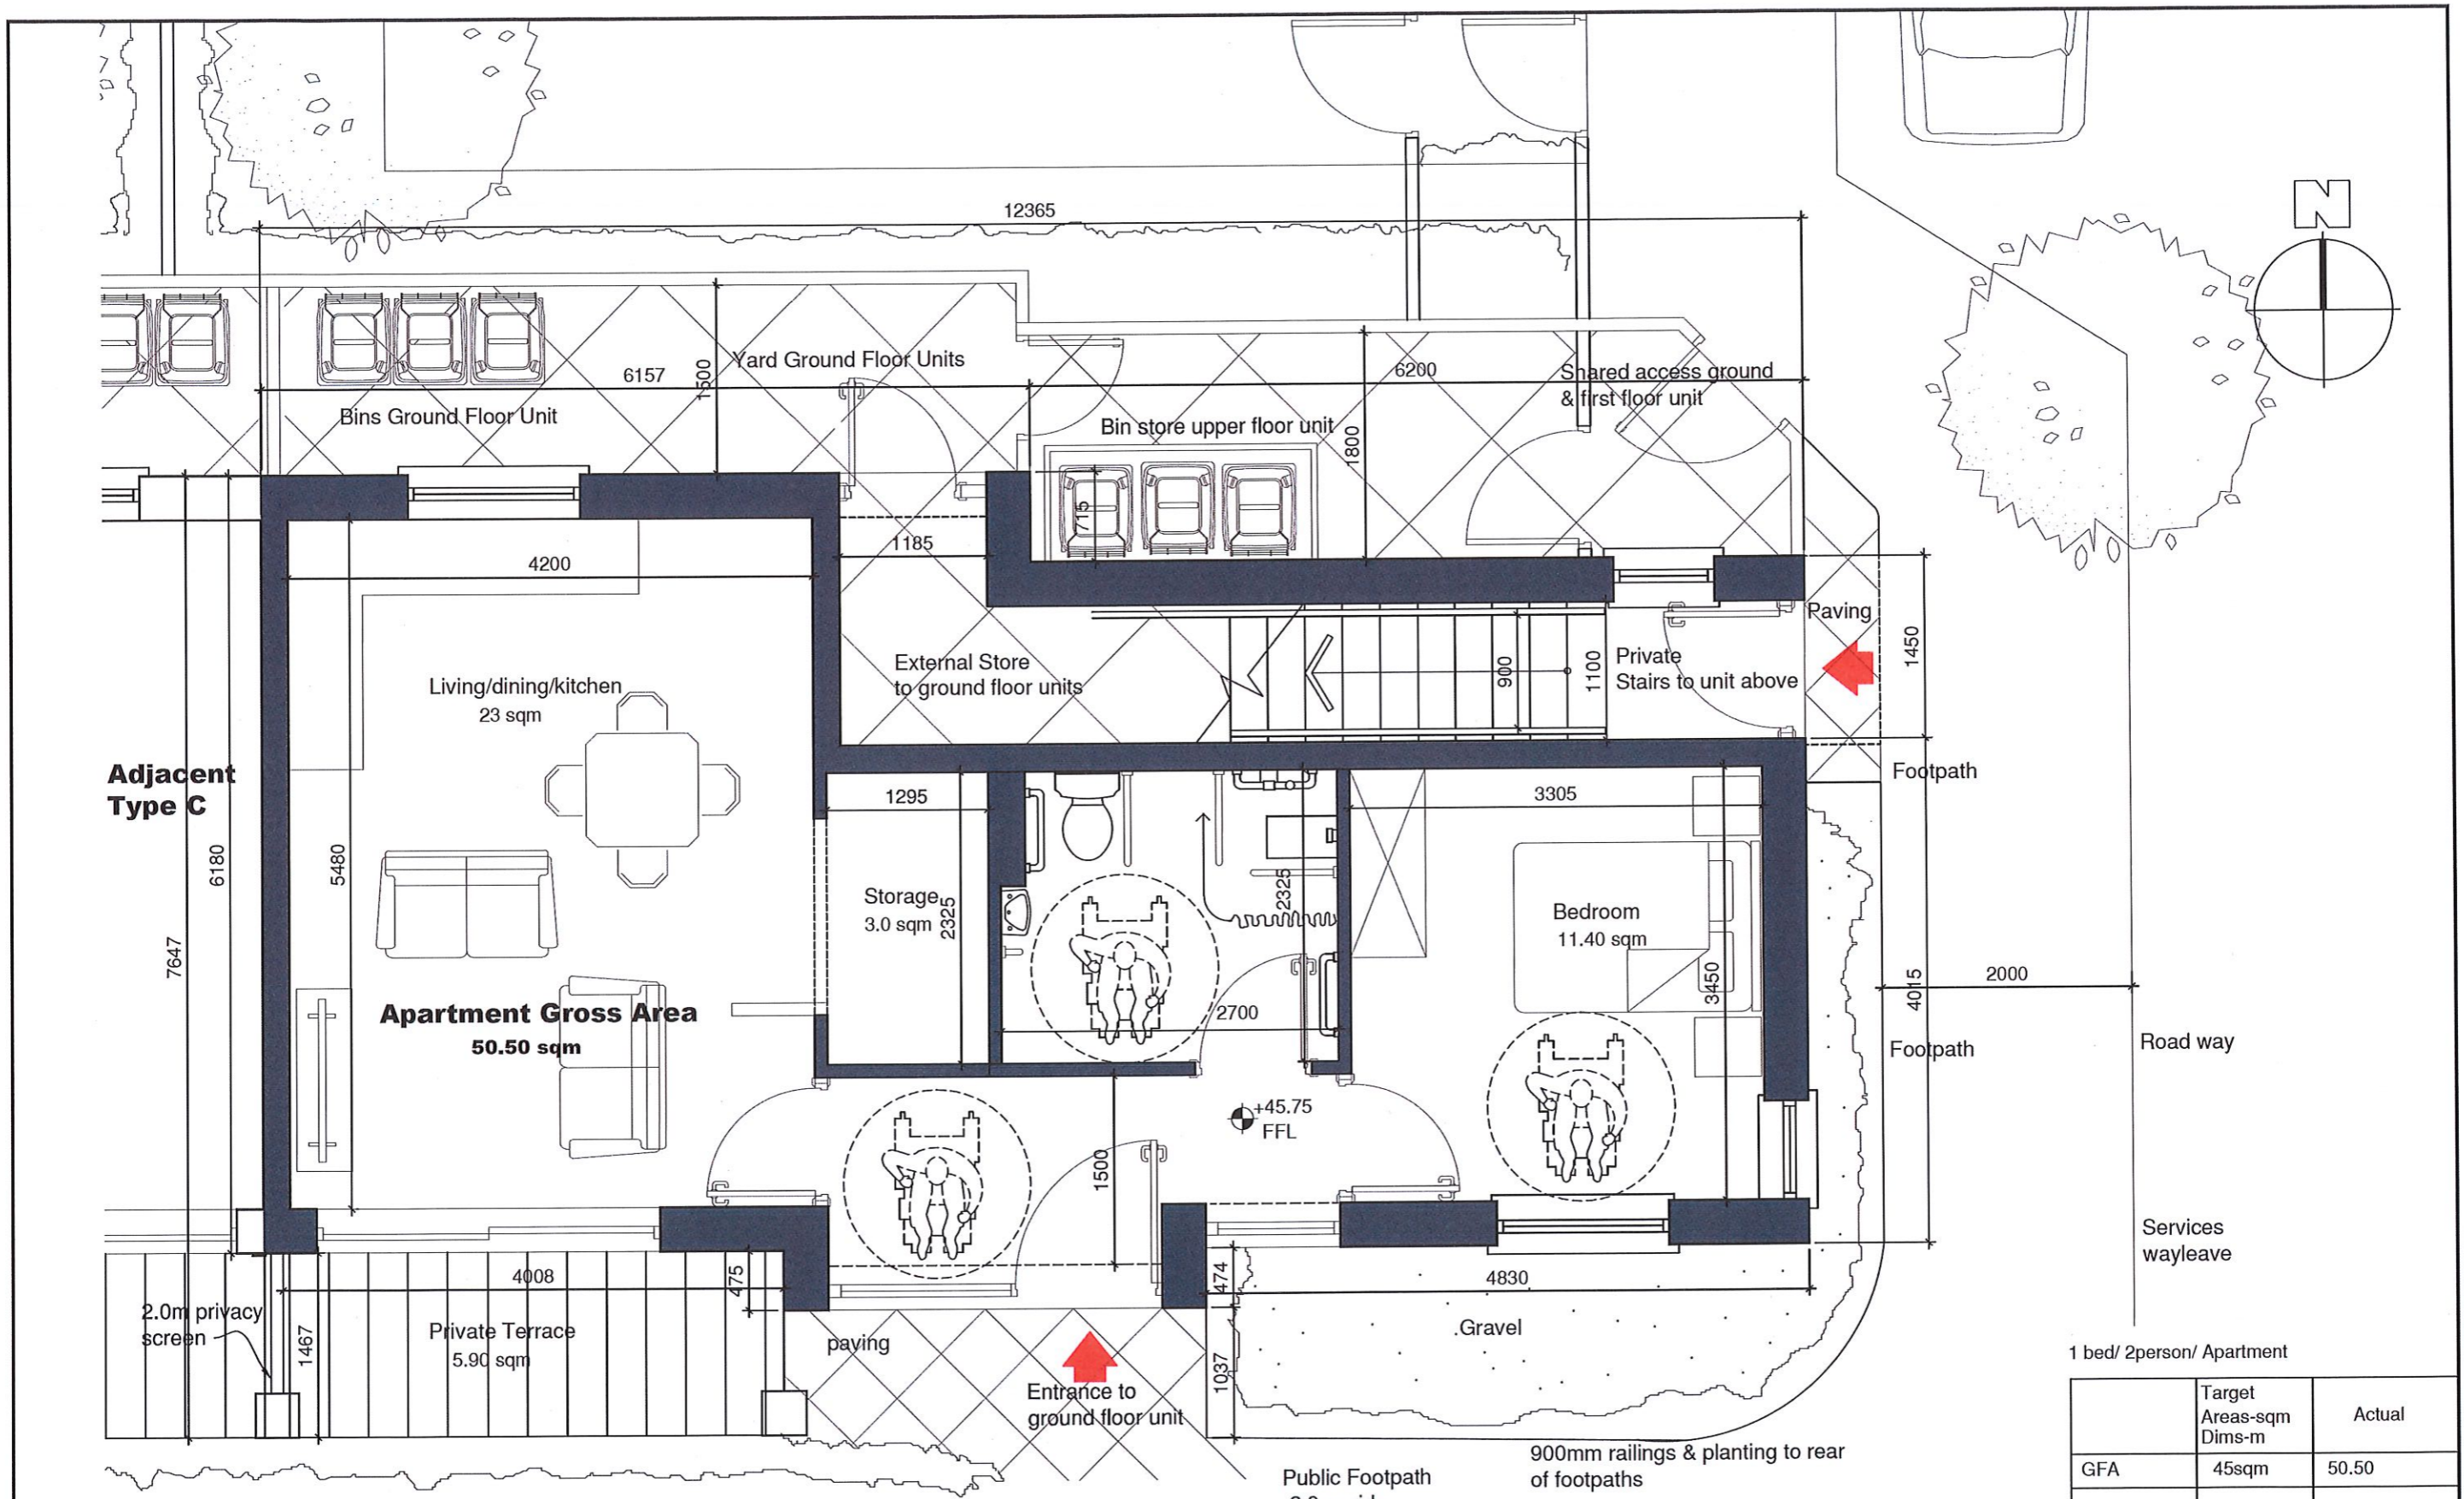 N
12365
6157
1500
Yard Ground Floor Units
6200
Shared access ground
& first floor unit
Bins Ground Floor Unit
Bin store upper floor unit
1800
715
1185
4200
Paving
External Store
to ground floor units
900
1100
Private
Stairs to unit above
1450
Living/dining/kitchen
23 sqm
Adjacent
Type C
Footpath
1295
3305
6180
5480
7647
Storage
3.0 sqm
2325
2325
Bedroom
11.40 sqm
3450
4015
2000
Apartment Gross Area
50.50 sqm
2700
Footpath
Road way
+45.75
FFL
1500
Services
wayleave
4008
475
474
4830
2.0m privacy
screen
1467
Private Terrace
5.90 sqm
paving
.Gravel
1037
Entrance to
ground floor unit
1 bed/ 2person/ Apartment
Target
Areas-sqm
Dims-m
Actual
900mm railings & planting to rear
of footpaths
Public Footpath
GFA 45sqm 50.50